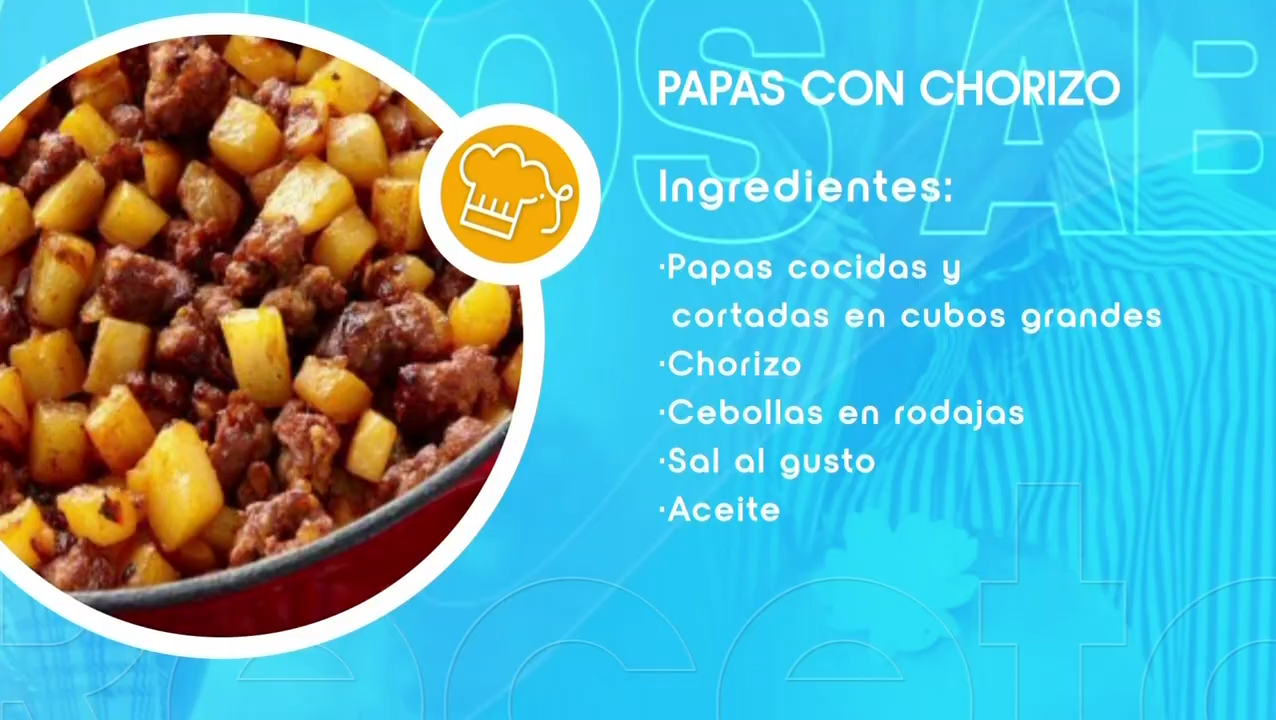 PAPAS CON CHORIZO
Ingredientes:
·Papas cocidas y
cortadas en cubos grandes
·Chorizo
·Cebollas en rodajas
·Sal al gusto
·Aceite